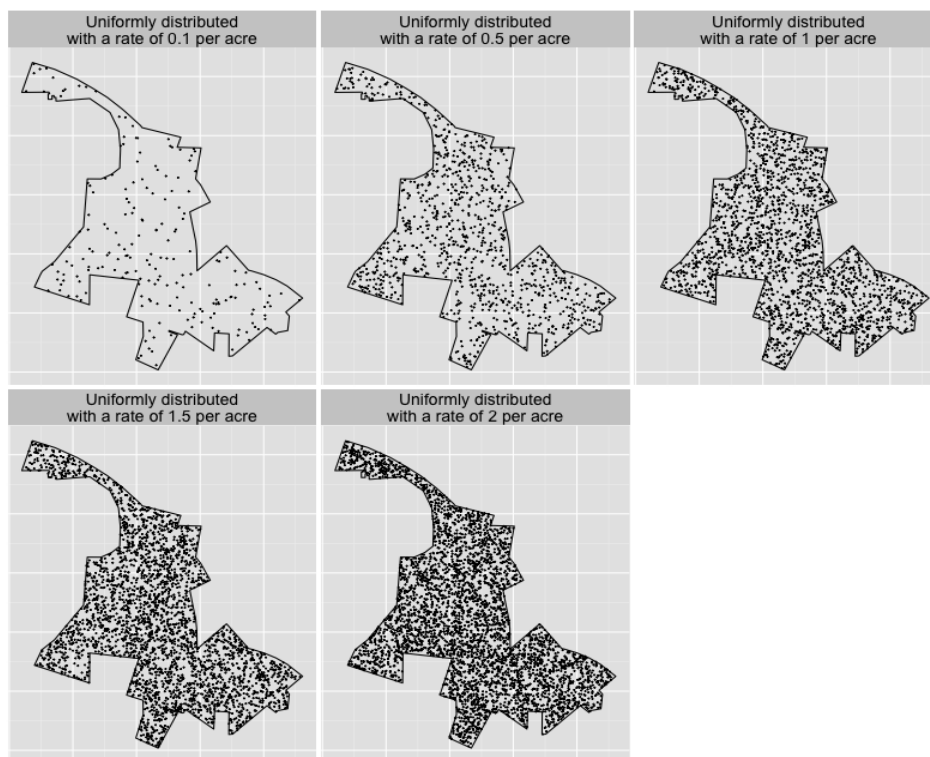 Uniformly distributed
with a rate of 0.1 per acre
Uniformly distributed
with a rate of 0.5 per acre
Uniformly distributed
with a rate of 1 per acre
Uniformly distributed
with a rate of 1.5 per acre
Uniformly distributed
with a rate of 2 per acre